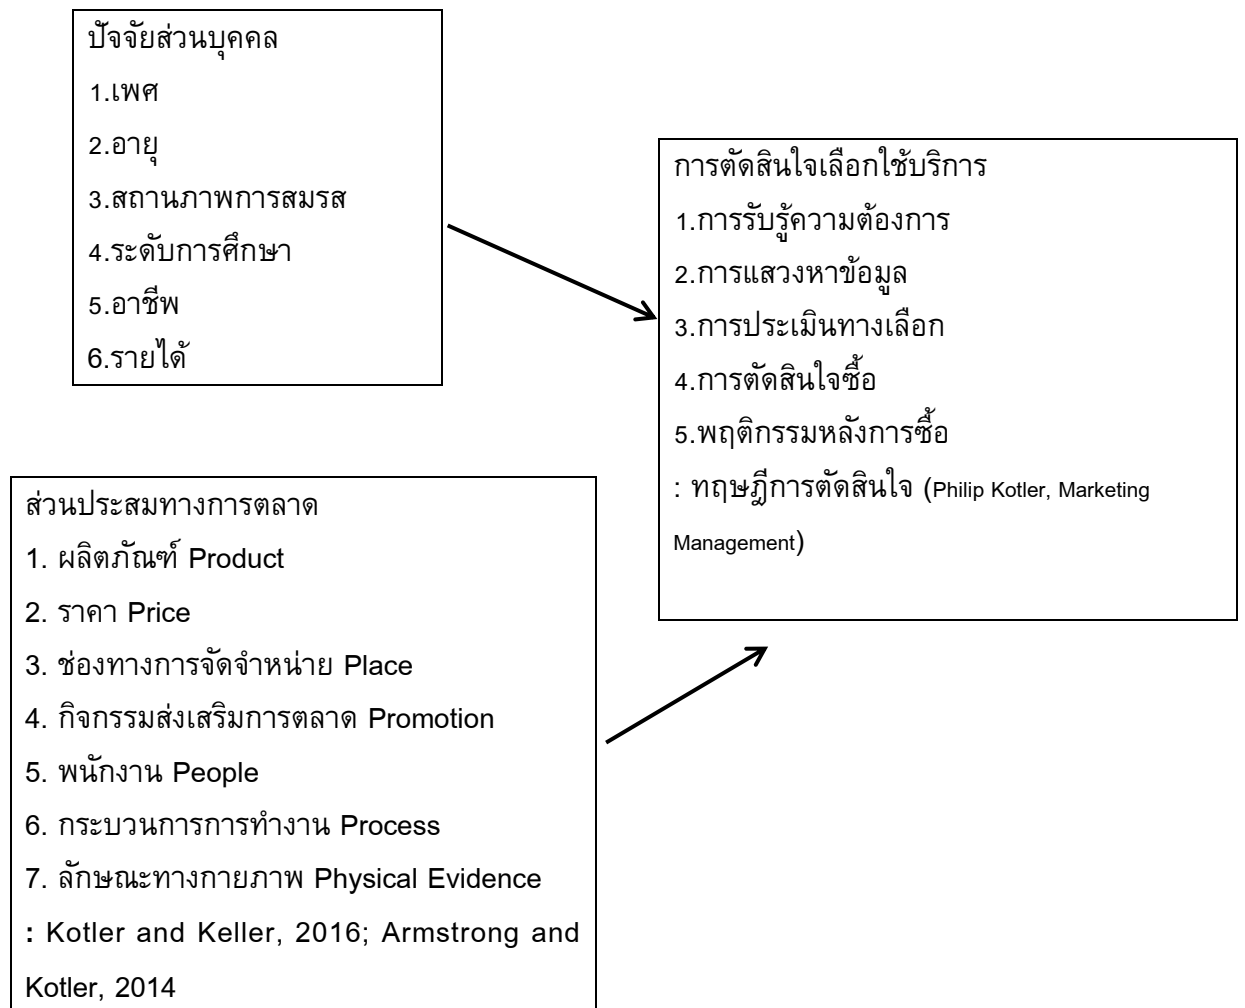 ปัจจัยส่วนบุคคล
1.เพศ
2.อายุ
3.สถานภาพการสมรส
4.ระดับการศึกษา
5.อาชีพ
6.รายได้
การตัดสินใจเลือกใช้บริการ
1.การรับรู้ความต้องการ
2.การแสวงหาข้อมูล
3.การประเมินทางเลือก
4.การตัดสินใจซื้อ
5.พฤติกรรมหลังการซื้อ
: ทฤษฎีการตัดสินใจ (Philip Kotler, Marketing
Management)
ส่วนประสมทางการตลาด
1. ผลิตภัณฑ์ Product
2. ราคา Price
3. ช่องทางการจัดจำหน่าย Place
4. กิจกรรมส่งเสริมการตลาด Promotion
5. พนักงาน People
6. กระบวนการการทำงาน Process
7. ลักษณะทางกายภาพ Physical Evidence
: Kotler and Keller, 2016; Armstrong and
Kotler, 2014